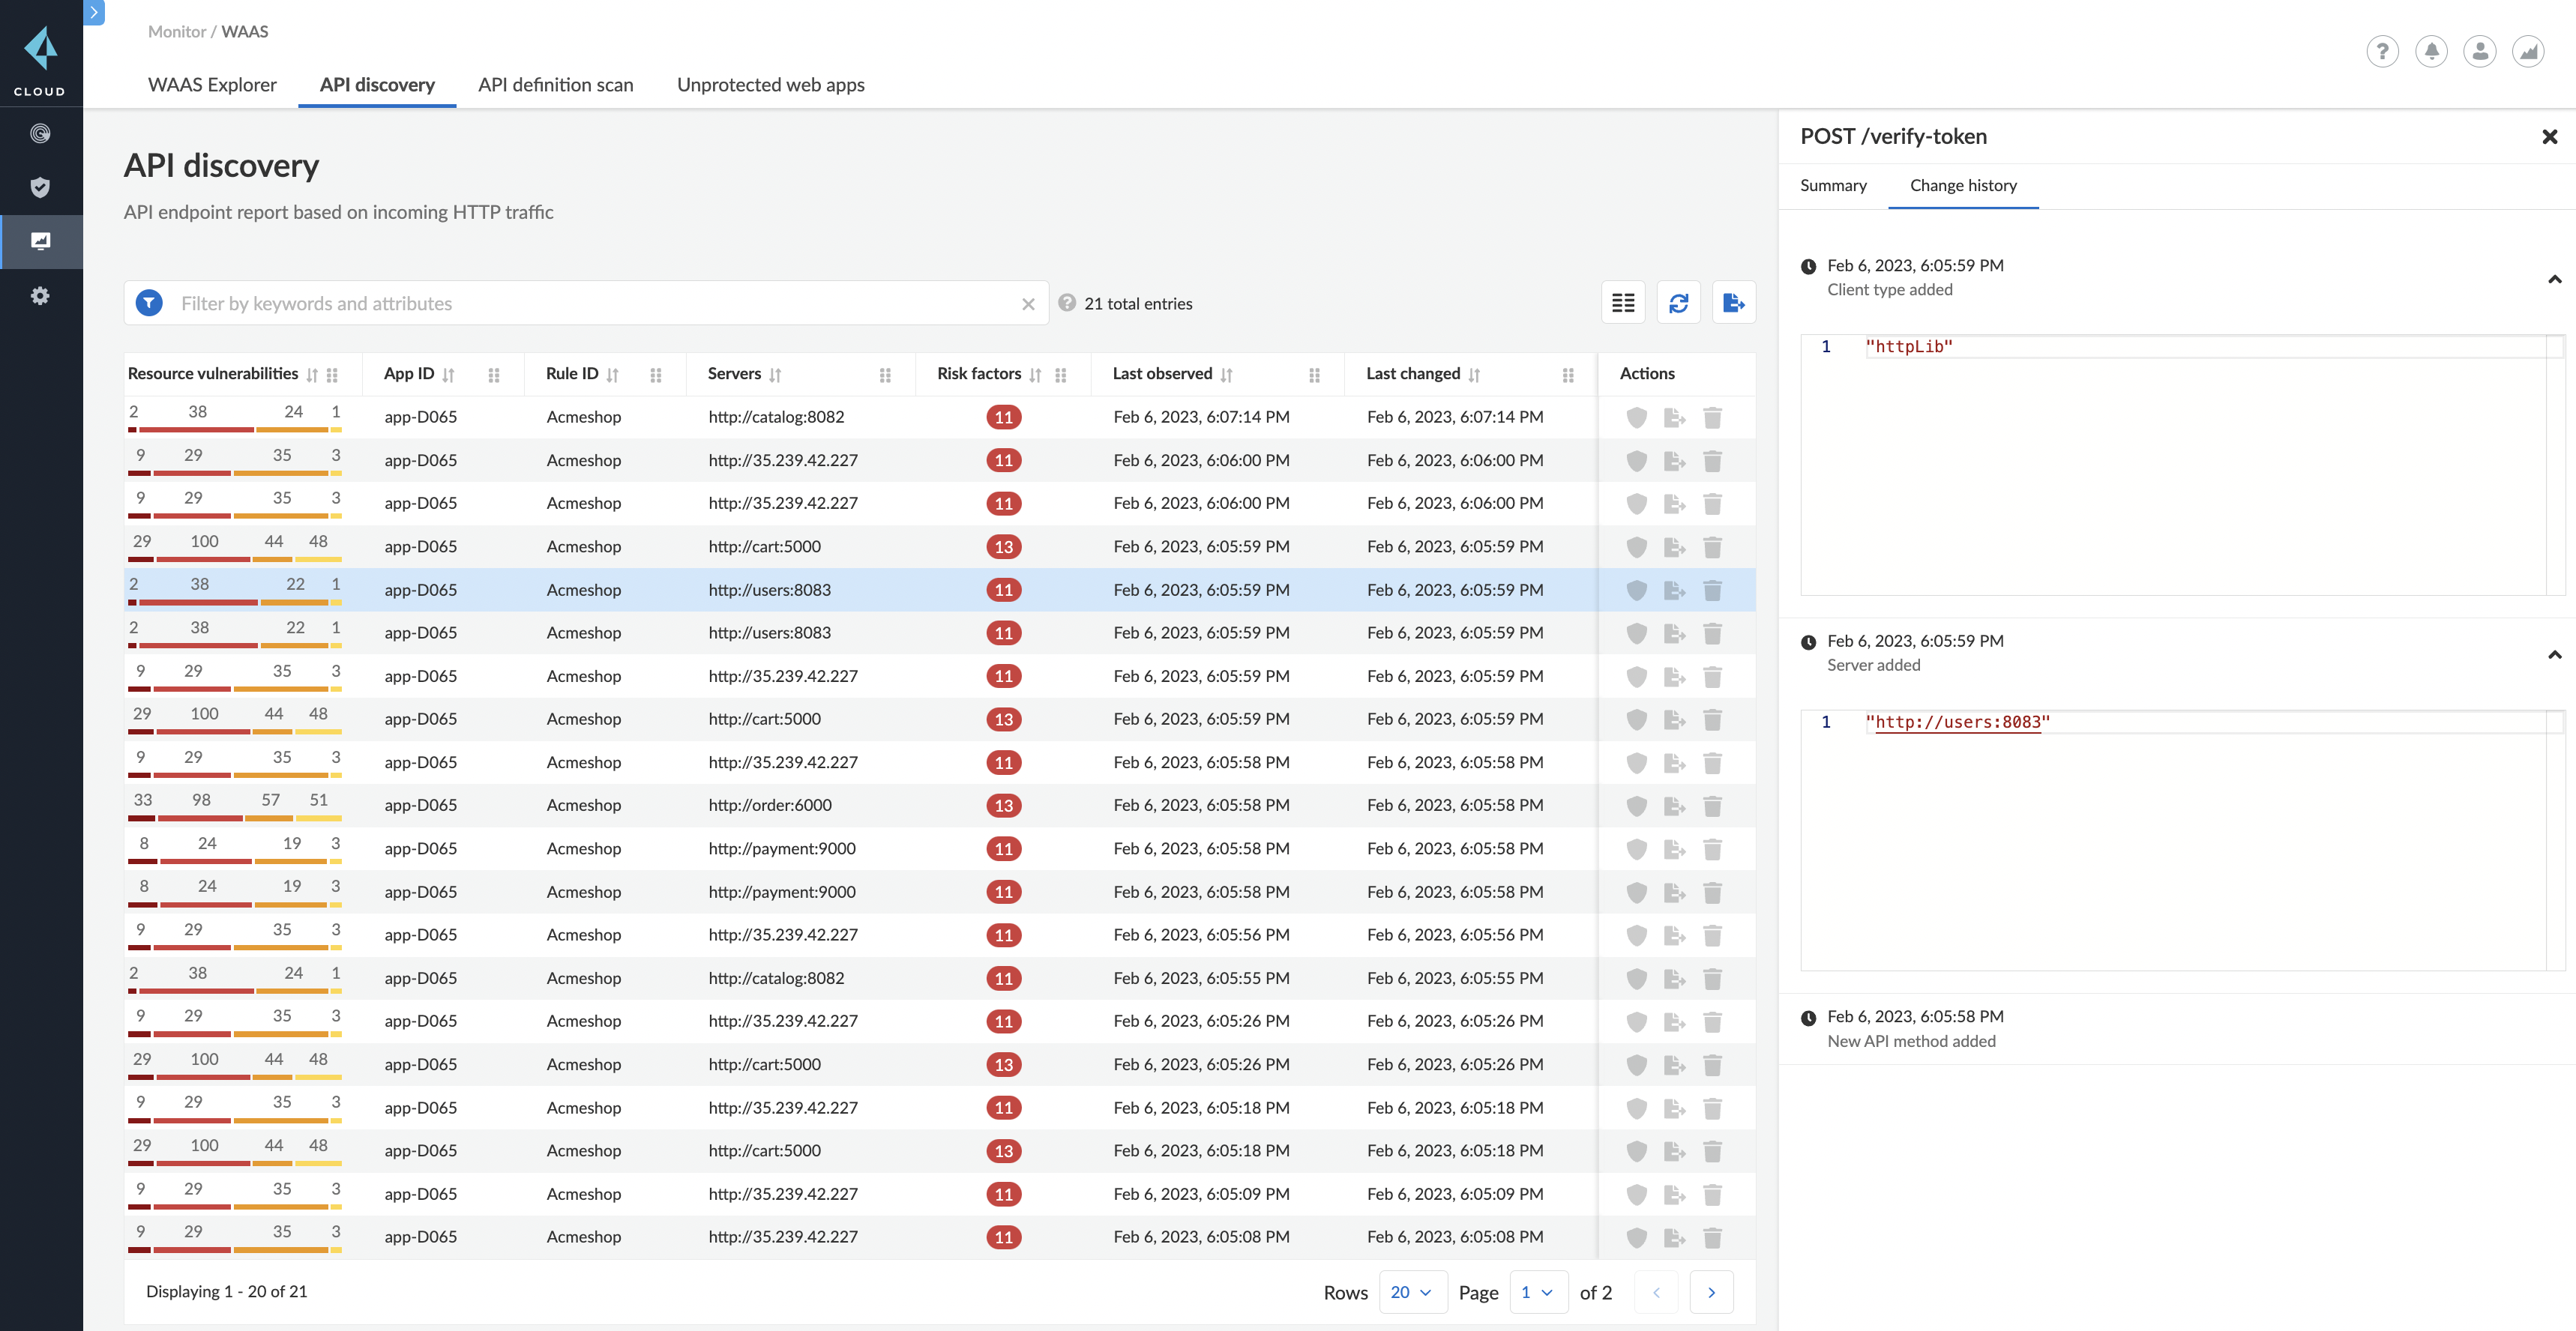 CLOUD
Monitor / WAAS
WAAS Explorer API discovery API definition scan Unprotected web apps
API discovery
API endpoint report based on incoming HTTP traffic
Filter by keywords and attributes 21 total entries
Resource vulnerabilities App ID Rule ID Servers Risk factors Last observed Last changed Actions
2 38 24 1 app-D065 Acmeshop http://catalog:8082 11 Feb 6, 2023, 6:07:14 PM Feb 6, 2023, 6:07:14 PM
9 29 35 3 app-D065 Acmeshop http://35.239.42.227 11 Feb 6, 2023, 6:06:00 PM Feb 6, 2023, 6:06:00 PM
9 29 35 3 app-D065 Acmeshop http://35.239.42.227 11 Feb 6, 2023, 6:06:00 PM Feb 6, 2023, 6:06:00 PM
29 100 44 48 app-D065 Acmeshop http://cart:5000 13 Feb 6, 2023, 6:05:59 PM Feb 6, 2023, 6:05:59 PM
2 38 22 1 app-D065 Acmeshop http://users:8083 11 Feb 6, 2023, 6:05:59 PM Feb 6, 2023, 6:05:59 PM
2 38 22 1 app-D065 Acmeshop http://users:8083 11 Feb 6, 2023, 6:05:59 PM Feb 6, 2023, 6:05:59 PM
9 29 35 3 app-D065 Acmeshop http://35.239.42.227 11 Feb 6, 2023, 6:05:59 PM Feb 6, 2023, 6:05:59 PM
29 100 44 48 app-D065 Acmeshop http://cart:5000 13 Feb 6, 2023, 6:05:59 PM Feb 6, 2023, 6:05:59 PM
9 29 35 3 app-D065 Acmeshop http://35.239.42.227 11 Feb 6, 2023, 6:05:58 PM Feb 6, 2023, 6:05:58 PM
33 98 57 51 app-D065 Acmeshop http://order:6000 13 Feb 6, 2023, 6:05:58 PM Feb 6, 2023, 6:05:58 PM
8 24 19 3 app-D065 Acmeshop http://payment:9000 11 Feb 6, 2023, 6:05:58 PM Feb 6, 2023, 6:05:58 PM
8 24 19 3 app-D065 Acmeshop http://payment:9000 11 Feb 6, 2023, 6:05:58 PM Feb 6, 2023, 6:05:58 PM
9 29 35 3 app-D065 Acmeshop http://35.239.42.227 11 Feb 6, 2023, 6:05:56 PM Feb 6, 2023, 6:05:56 PM
2 38 24 1 app-D065 Acmeshop http://catalog:8082 11 Feb 6, 2023, 6:05:55 PM Feb 6, 2023, 6:05:55 PM
9 29 35 3 app-D065 Acmeshop http://35.239.42.227 11 Feb 6, 2023, 6:05:26 PM Feb 6, 2023, 6:05:26 PM
29 100 44 48 app-D065 Acmeshop http://cart:5000 13 Feb 6, 2023, 6:05:26 PM Feb 6, 2023, 6:05:26 PM
9 29 35 3 app-D065 Acmeshop http://35.239.42.227 11 Feb 6, 2023, 6:05:18 PM Feb 6, 2023, 6:05:18 PM
29 100 44 48 app-D065 Acmeshop http://cart:5000 13 Feb 6, 2023, 6:05:18 PM Feb 6, 2023, 6:05:18 PM
9 29 35 3 app-D065 Acmeshop http://35.239.42.227 11 Feb 6, 2023, 6:05:09 PM Feb 6, 2023, 6:05:09 PM
9 29 35 3 app-D065 Acmeshop http://35.239.42.227 11 Feb 6, 2023, 6:05:08 PM Feb 6, 2023, 6:05:08 PM
Displaying 1 - 20 of 21 Rows 20 Page 1 of 2
POST /verify-token
Summary Change history
Feb 6, 2023, 6:05:59 PM
Client type added
1 "httpLib"
Feb 6, 2023, 6:05:59 PM
Server added
1 "http://users:8083"
Feb 6, 2023, 6:05:58 PM
New API method added